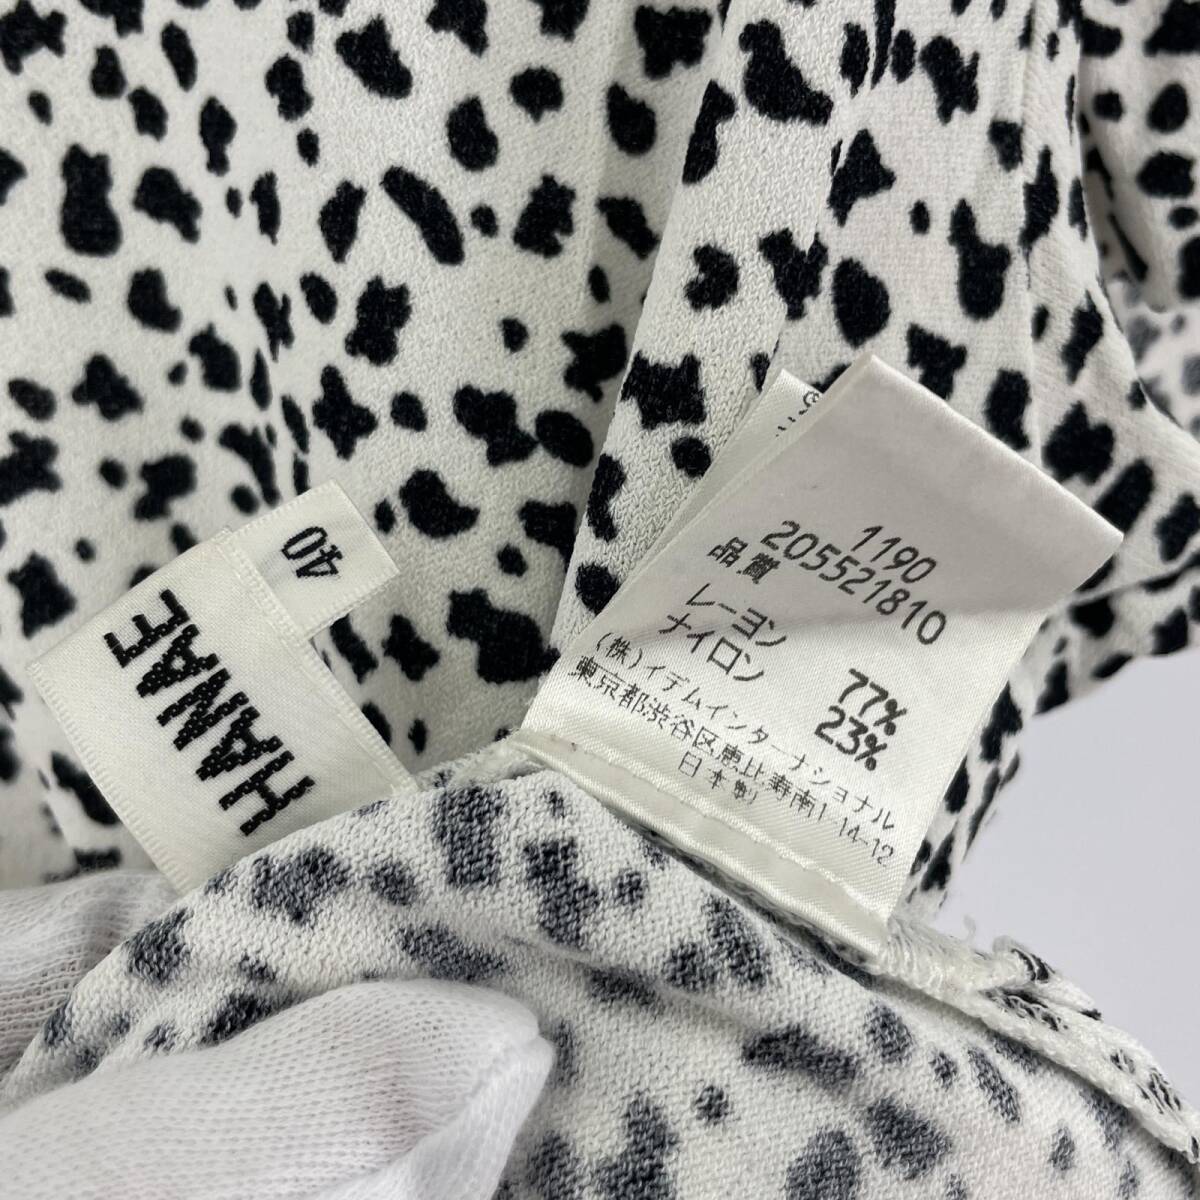 HANAE
40
1190
205521810
品質
レーヨン 77%
ナイロン 23%
(株)イデムインターナショナル
東京都渋谷区恵比寿南1-14-12
日本製